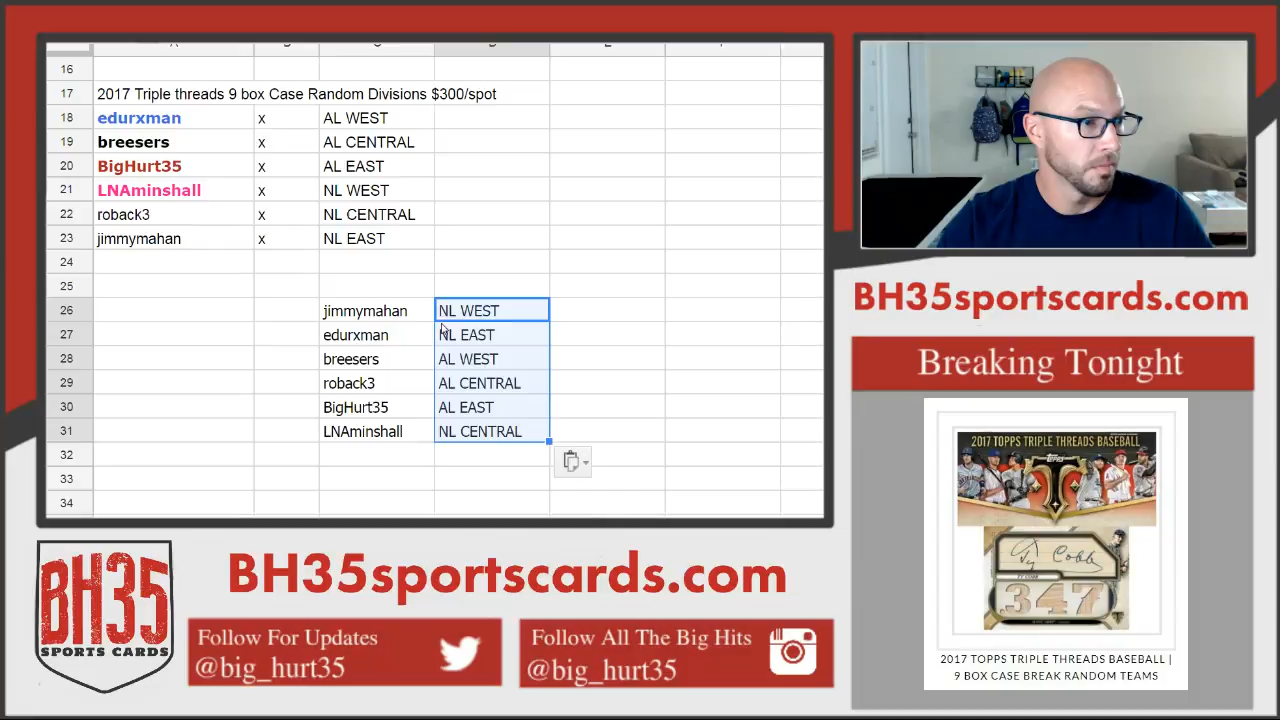 16
17 2017 Triple threads 9 box Case Random Divisions $300/spot
18 edurxman x AL WEST
19 breesers x AL CENTRAL
20 BigHurt35 x AL EAST
21 LNAminshall x NL WEST
22 roback3 x NL CENTRAL
23 jimmymahan x NL EAST
24
25
26 jimmymahan NL WEST
27 edurxman NL EAST
28 breesers AL WEST
29 roback3 AL CENTRAL
30 BigHurt35 AL EAST
31 LNAminshall NL CENTRAL
32
33
34
BH35sportscards.com
Breaking Tonight
2017 TOPPS TRIPLE THREADS BASEBALL
topps
Ty Cobb
TY COBB
347
2017 TOPPS TRIPLE THREADS BASEBALL |
9 BOX CASE BREAK RANDOM TEAMS
BH35
SPORTS CARDS
BH35sportscards.com
Follow For Updates
@big_hurt35
Follow All The Big Hits
@big_hurt35